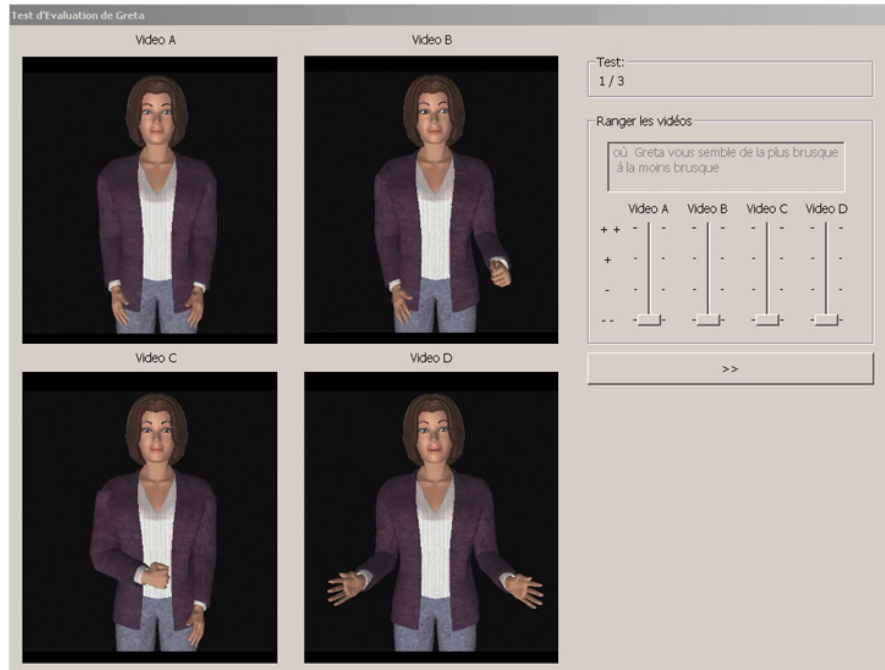 Test d'Evaluation de Greta
Video A
Video B
Test:
1 / 3
Ranger les vidéos
où Greta vous semble de la plus brusque
à la moins brusque
Video A Video B Video C Video D
+ +
+
-
- -
>>
Video C
Video D